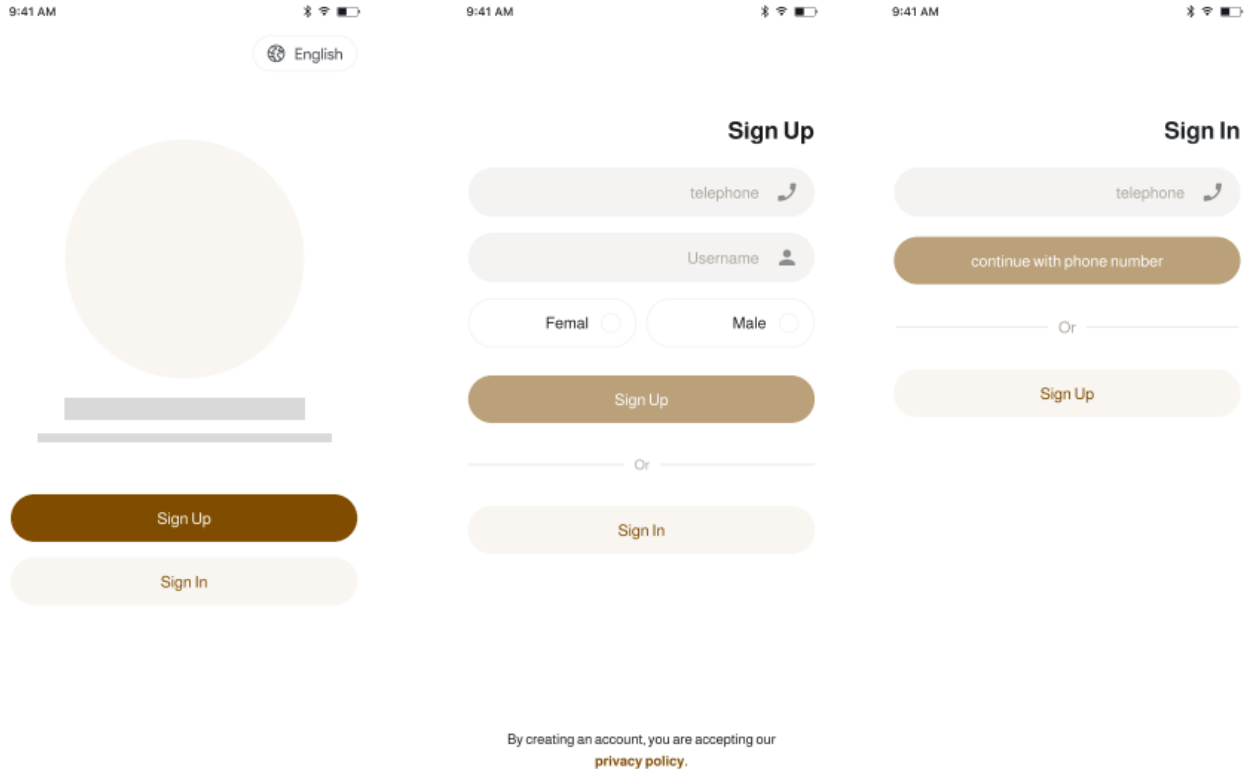 9:41 AM
English
Sign Up
Sign In
9:41 AM
Sign Up
telephone
Username
Femal
Male
Sign Up
Or
Sign In
By creating an account, you are accepting our
privacy policy.
9:41 AM
Sign In
telephone
continue with phone number
Or
Sign Up